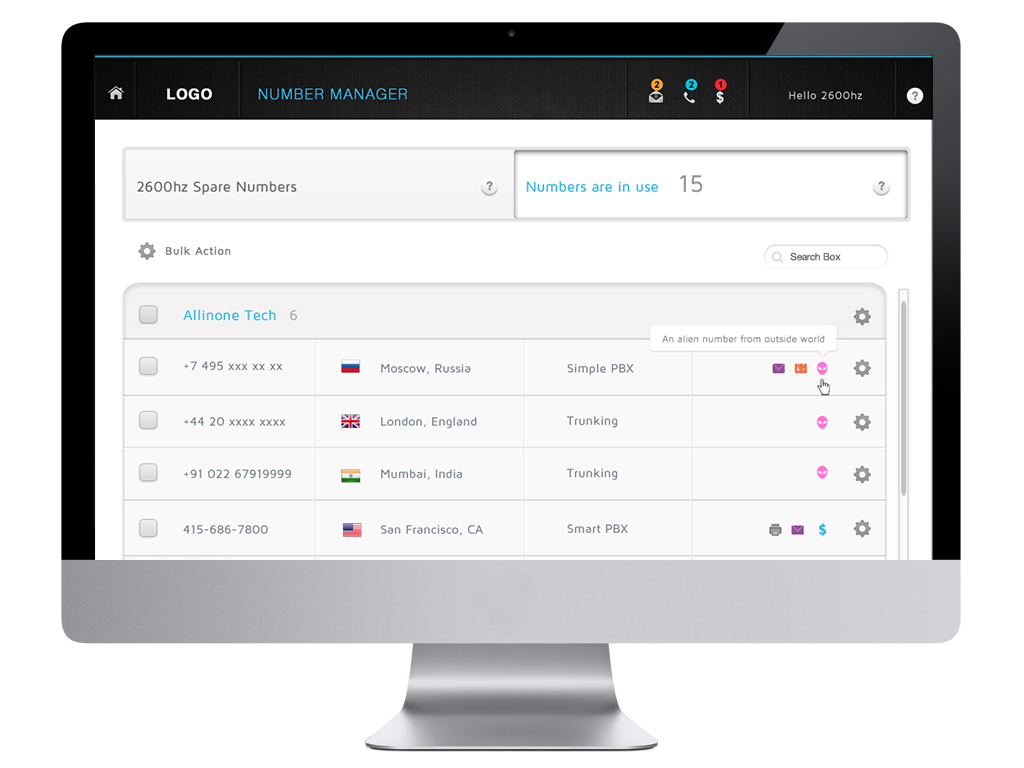 LOGO
NUMBER MANAGER
2
2
1
$
Hello 2600hz
?
2600hz Spare Numbers
?
Numbers are in use 15
?
Bulk Action
Search Box
Allinone Tech 6
An alien number from outside world
+7 495 xxx xx xx
Moscow, Russia
Simple PBX
+44 20 xxxx xxxx
London, England
Trunking
+91 022 67919999
Mumbai, India
Trunking
415-686-7800
San Francisco, CA
Smart PBX
$